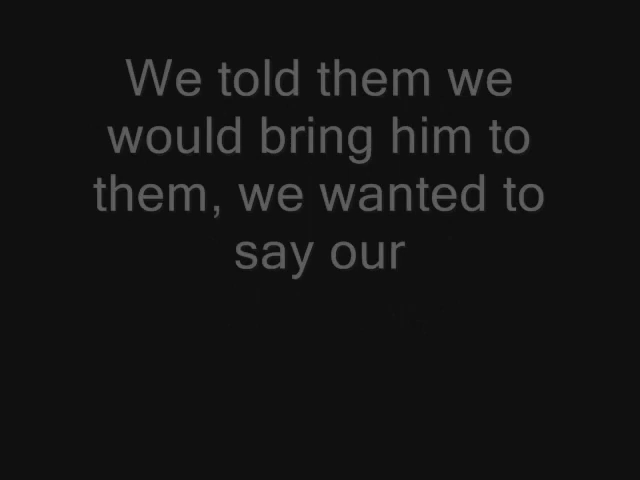 We told them we
would bring him to
them, we wanted to
say our